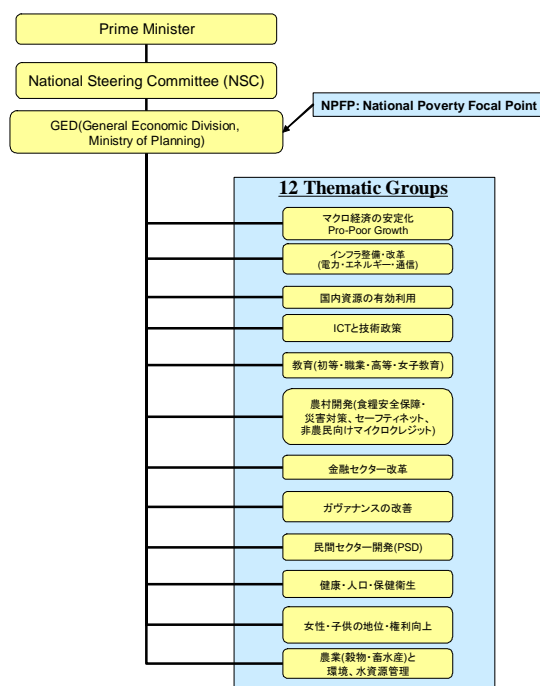 Prime Minister
National Steering Committee (NSC)
GED(General Economic Division,
Ministry of Planning)
NPFP: National Poverty Focal Point
12 Thematic Groups
マクロ経済の安定化
Pro-Poor Growth
インフラ整備・改革
(電力・エネルギー・通信)
国内資源の有効利用
ICTと技術政策
教育(初等・職業・高等・女子教育)
農村開発(食糧安全保障・
災害対策、セーフティネット、
非農民向けマイクロクレジット)
金融セクター改革
ガヴァナンスの改善
民間セクター開発(PSD)
健康・人口・保健衛生
女性・子供の地位・権利向上
農業(穀物・畜水産)と
環境、水資源管理